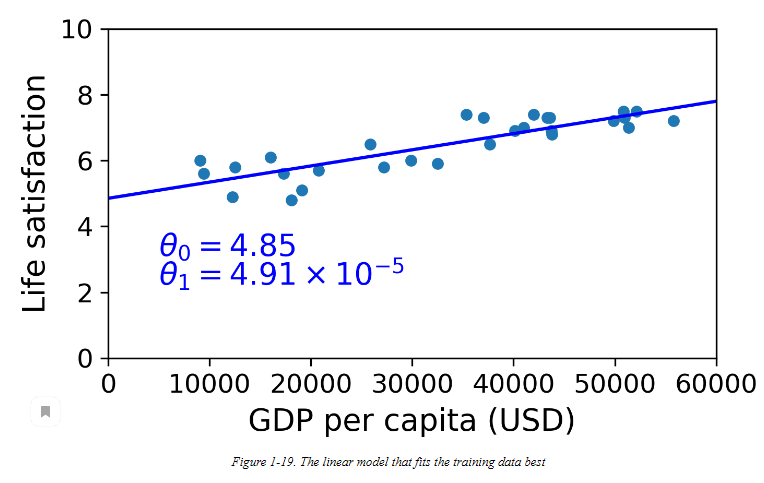 10
8
6
4
2
0
Life satisfaction
θ₀ = 4.85
θ₁ = 4.91 × 10⁻⁵
0 10000 20000 30000 40000 50000 60000
GDP per capita (USD)
Figure 1-19. The linear model that fits the training data best